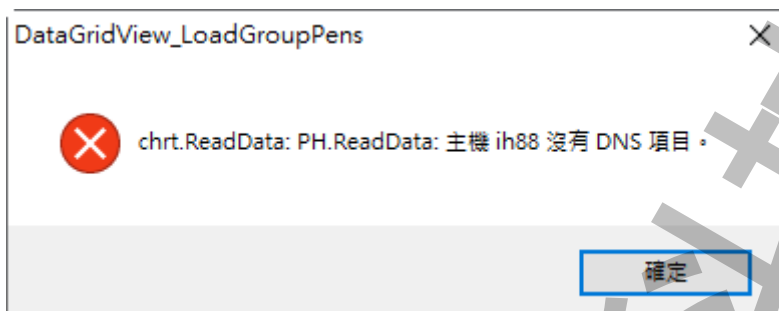 DataGridView_LoadGroupPens
chrt.ReadData: PH.ReadData: 主機 ih88 沒有 DNS 項目。
確定